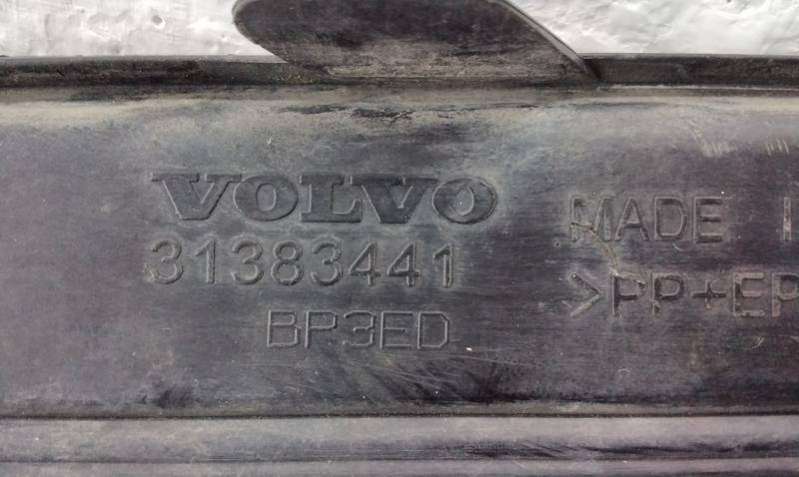 VOLVO
31383441
BP3ED
MADE I
>PP+EP